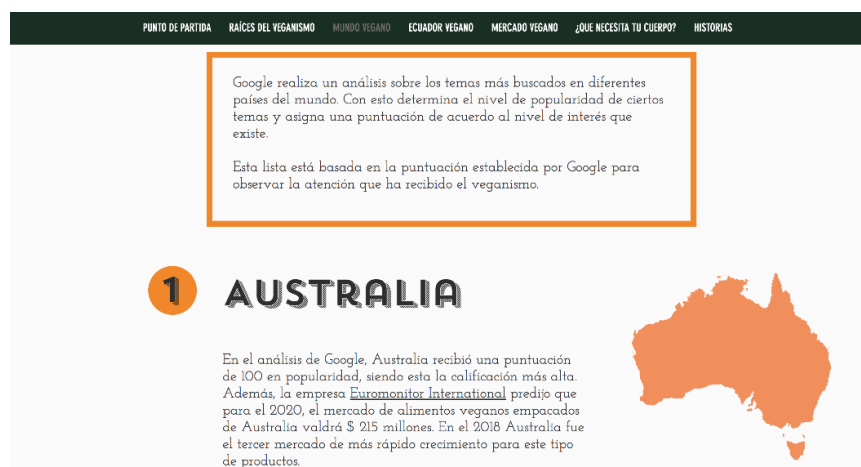 PUNTO DE PARTIDA RAÍCES DEL VEGANISMO MUNDO VEGANO ECUADOR VEGANO MERCADO VEGANO ¿QUE NECESITA TU CUERPO? HISTORIAS
Google realiza un análisis sobre los temas más buscados en diferentes
países del mundo. Con esto determina el nivel de popularidad de ciertos
temas y asigna una puntuación de acuerdo al nivel de interés que
existe.
Esta lista está basada en la puntuación establecida por Google para
observar la atención que ha recibido el veganismo.
1 AUSTRALIA
En el análisis de Google, Australia recibió una puntuación
de 100 en popularidad, siendo esta la calificación más alta.
Además, la empresa Euromonitor International predijo que
para el 2020, el mercado de alimentos veganos empacados
de Australia valdrá $ 215 millones. En el 2018 Australia fue
el tercer mercado de más rápido crecimiento para este tipo
de productos.